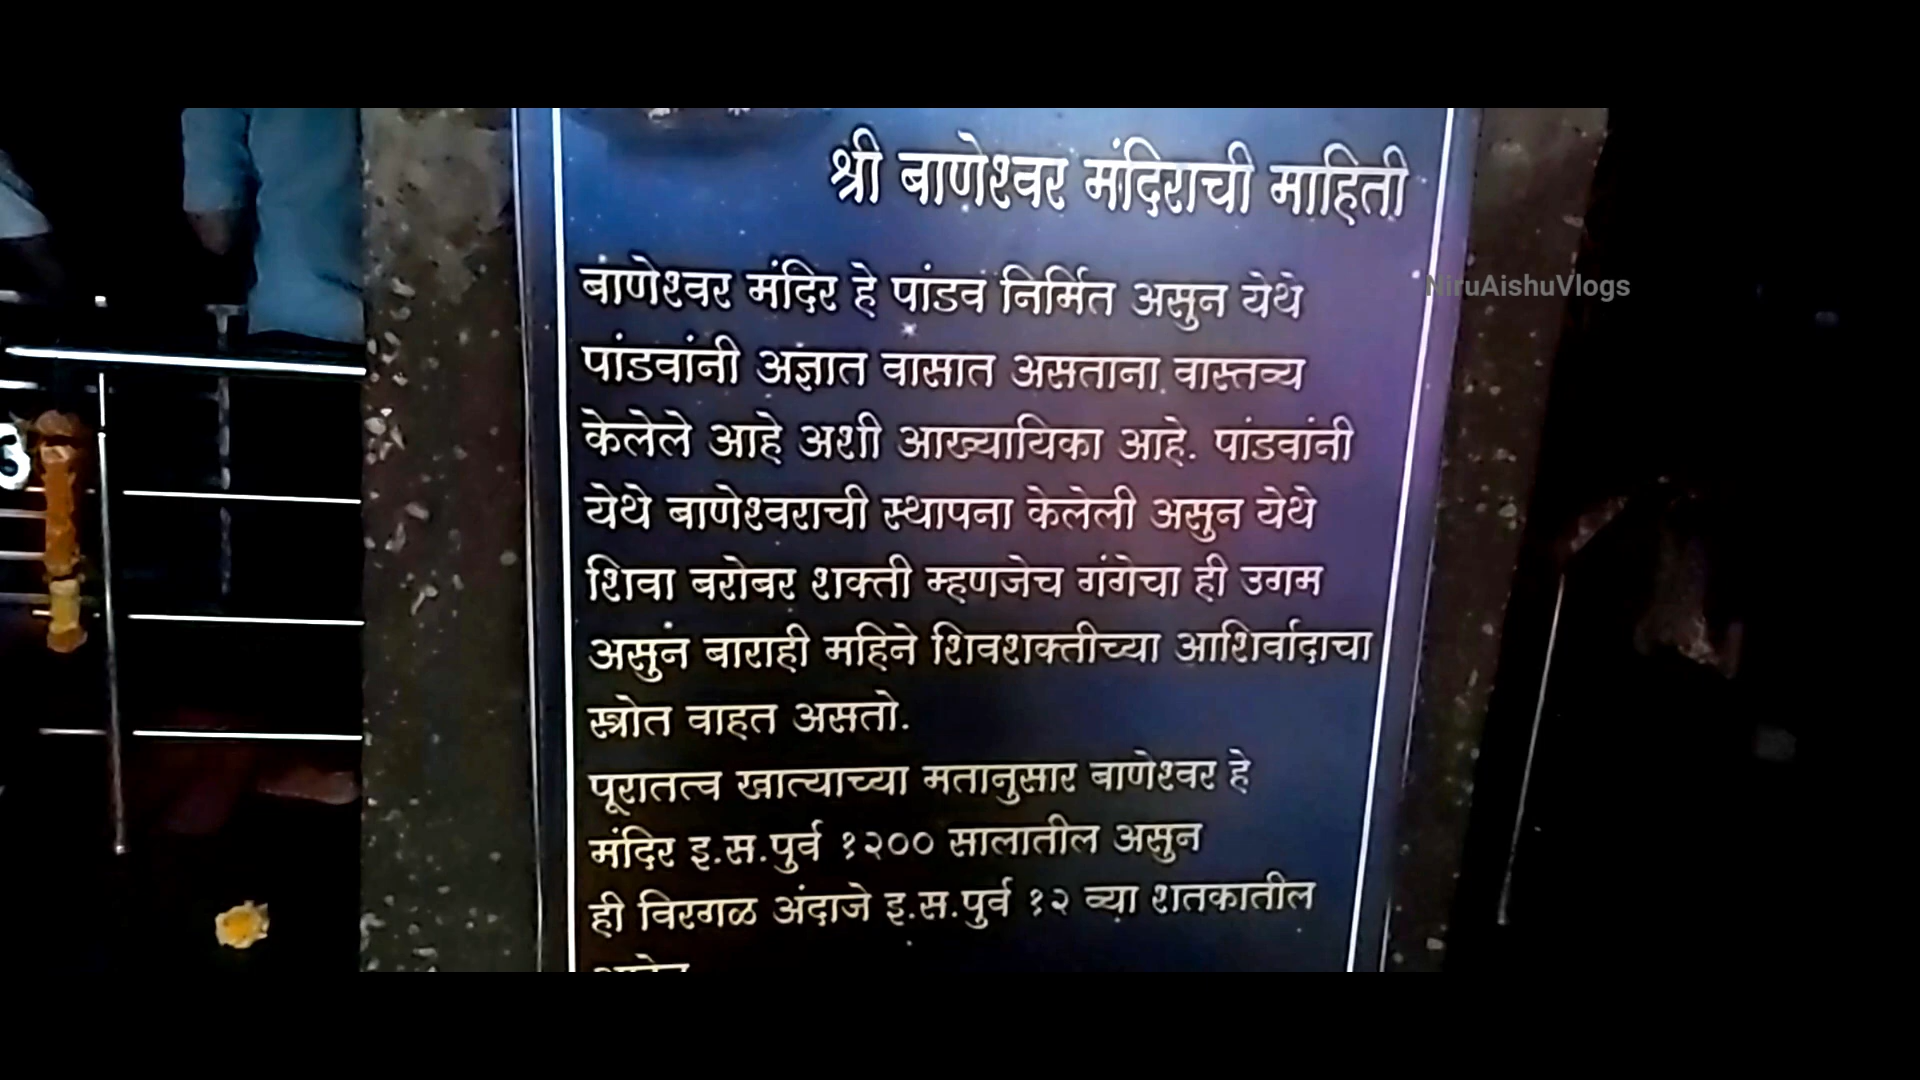 श्री बाणेश्वर मंदिराची माहिती
बाणेश्वर मंदिर हे पांडव निर्मित असुन येथे
NiruAishuVlogs
पांडवांनी अज्ञात वासात असताना वास्तव्य
केलेले आहे अशी आख्यायिका आहे. पांडवांनी
येथे बाणेश्वराची स्थापना केलेली असुन येथे
शिवा बरोबर शक्ती म्हणजेच गंगेचा ही उगम
असुन बाराही महिने शिवशक्तीच्या आशिर्वादाचा
स्त्रोत वाहत असतो.
पूरातत्व खात्याच्या मतानुसार बाणेश्वर हे
मंदिर इ.स.पुर्व १२०० सालातील असुन
ही विरगळ अंदाजे इ.स.पुर्व १२ व्या शतकातील